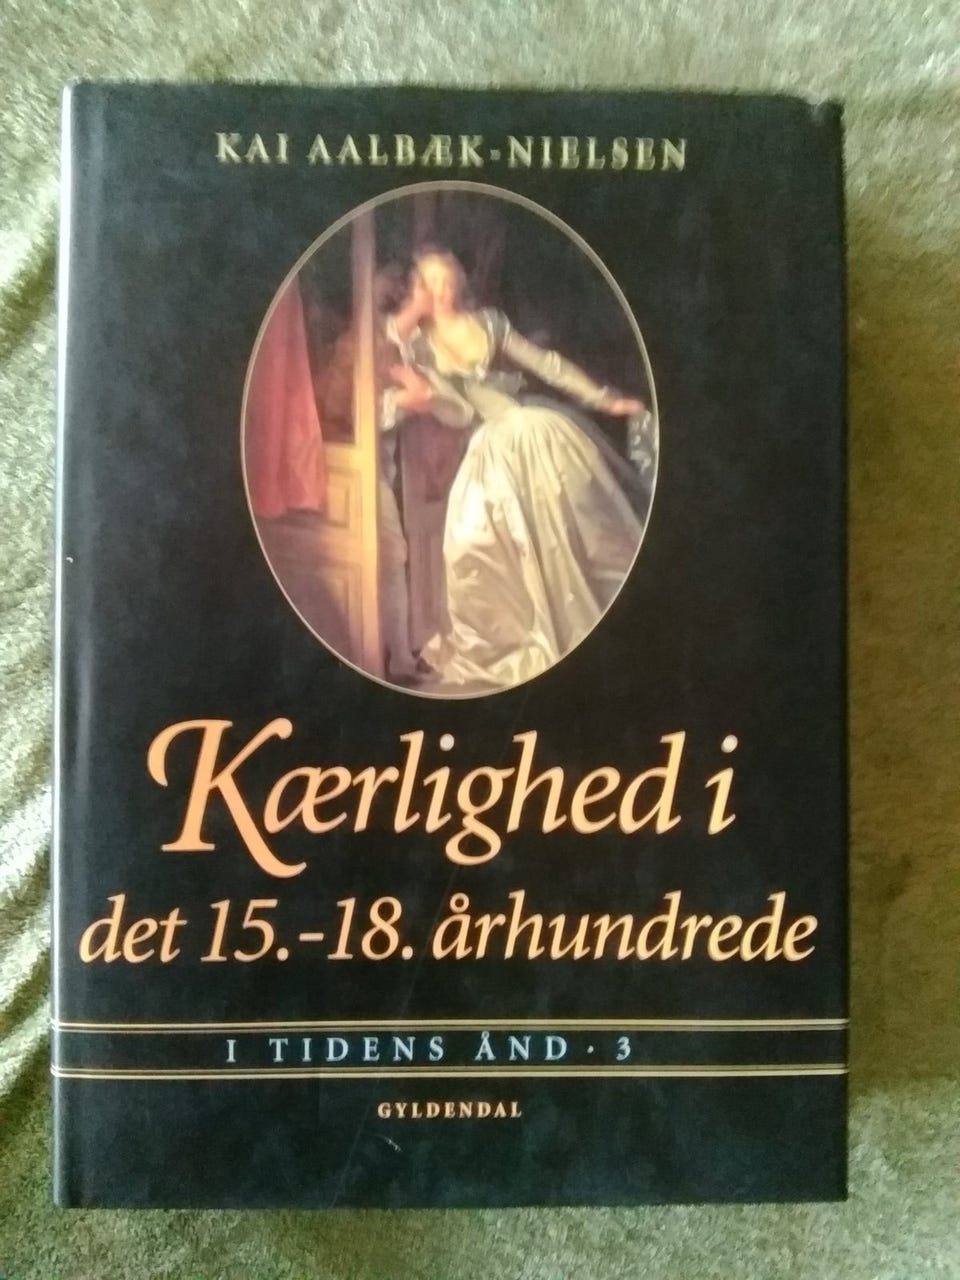 KAI AALBÆK-NIELSEN
Kærlighed i
det 15.-18. århundrede
I TIDENS ÅND · 3
GYLDENDAL